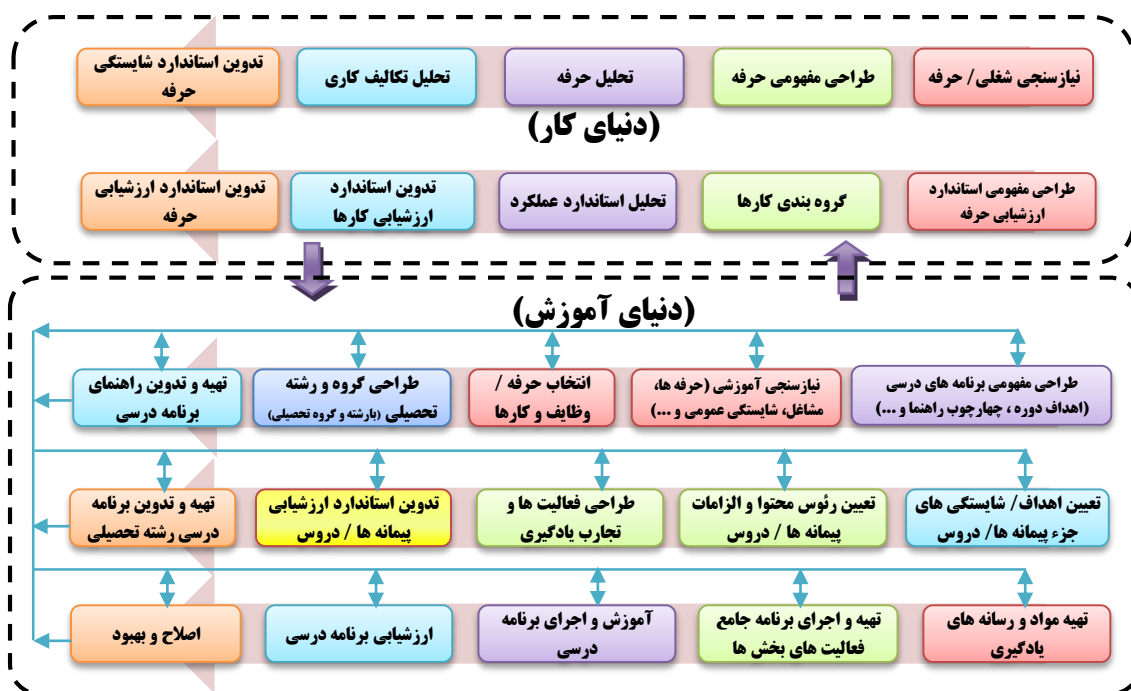 نیازسنجی شغلی/ حرفه
طراحی مفهومی حرفه
تحلیل حرفه
تحلیل تکالیف کاری
تدوین استاندارد شایستگی
حرفه
(دنیای کار)
طراحی مفهومی استاندارد
ارزشیابی حرفه
گروه بندی کارها
تحلیل استاندارد عملکرد
تدوین استاندارد
ارزشیابی کارها
تدوین استاندارد ارزشیابی
حرفه
(دنیای آموزش)
طراحی مفهومی برنامه های درسی
(اهداف دوره ، چهارچوب راهنما و ...)
نیازسنجی آموزشی (حرفه ها،
مشاغل، شایستگی عمومی و ...)
انتخاب حرفه /
وظایف و کارها
طراحی گروه و رشته
تحصیلی (بارشته و گروه تحصیلی)
تهیه و تدوین راهنمای
برنامه درسی
تعیین اهداف/ شایستگی های
جزء پیمانه ها/ دروس
تعیین رئوس محتوا و الزامات
پیمانه ها / دروس
طراحی فعالیت ها و
تجارب یادگیری
تدوین استاندارد ارزشیابی
پیمانه ها / دروس
تهیه و تدوین برنامه
درسی رشته تحصیلی
تهیه مواد و رسانه های
یادگیری
تهیه و اجرای برنامه جامع
فعالیت های بخش ها
آموزش و اجرای برنامه
درسی
ارزشیابی برنامه درسی
اصلاح و بهبود